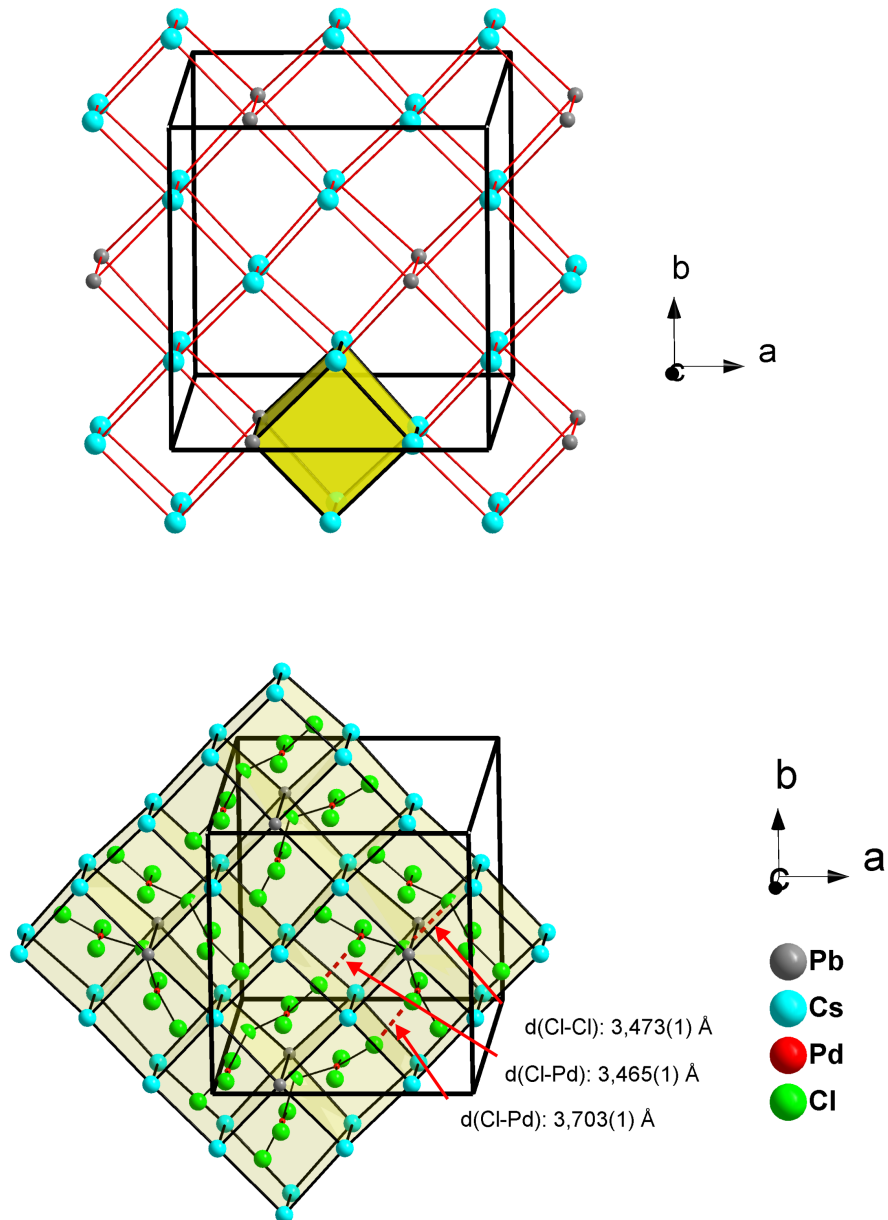 b
a
c
b
a
c
Pb
Cs
Pd
Cl
d(Cl-Cl): 3,473(1) Å
d(Cl-Pd): 3,465(1) Å
d(Cl-Pd): 3,703(1) Å